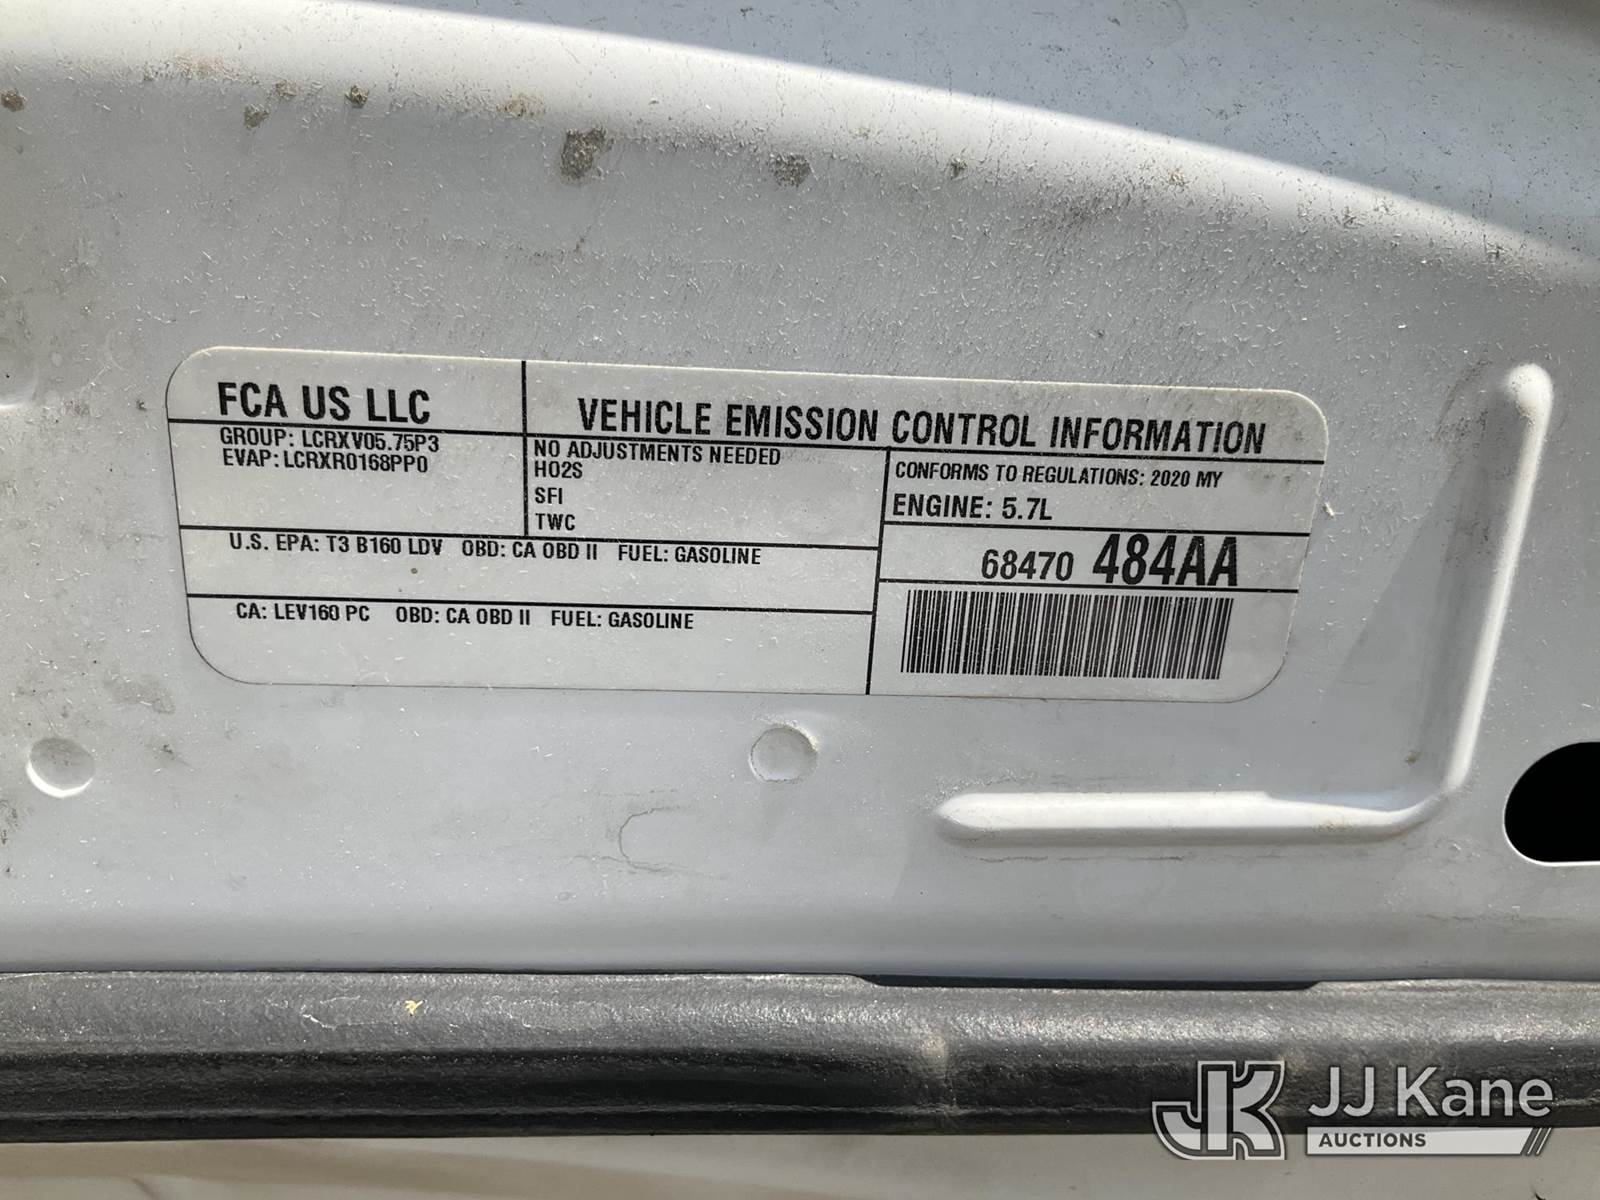 FCA US LLC
VEHICLE EMISSION CONTROL INFORMATION
GROUP: LCRXV05.75P3
EVAP: LCRXR0168PP0
NO ADJUSTMENTS NEEDED
HO2S
SFI
TWC
CONFORMS TO REGULATIONS: 2020 MY
ENGINE: 5.7L
U.S. EPA: T3 B160 LDV OBD: CA OBD II FUEL: GASOLINE
68470 484AA
CA: LEV160 PC OBD: CA OBD II FUEL: GASOLINE
JK JJ Kane
AUCTIONS